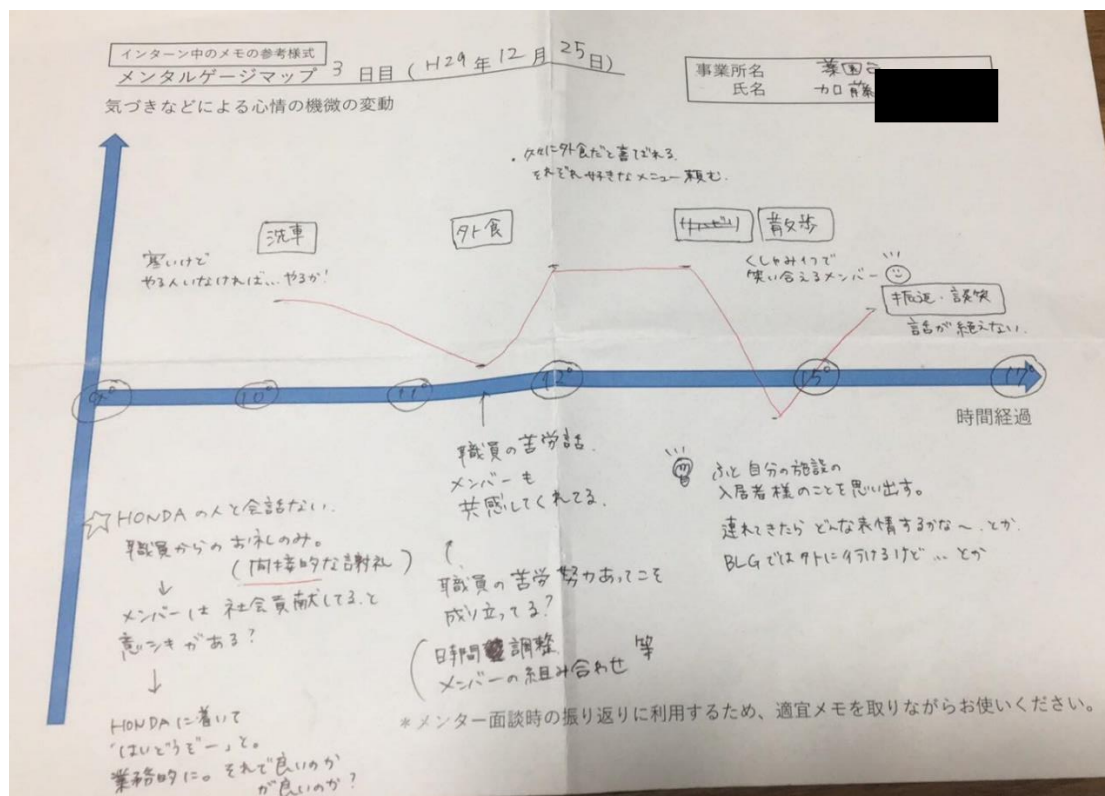 インターン中のメモの参考様式
メンタルゲージマップ 3 日目 ( H29 年 12 月 25 日)
事業所名
氏名 加藤
気づきなどによる心情の機微の変動
・久々に外食だと喜ばれる.
それぞれ好きなメニュー頼む.
洗車
外食
散歩
寒いけど
やる人いなければ…やるか!
くしゃみ1つで
笑い合えるメンバー
振返・談笑
話が絶えない.
9°
10°
11°
12°
15°
17°
時間経過
職員の苦労話.
メンバーも
共感してくれてる.
ふと自分の施設の
入居者様のことを思い出す。
連れてきたら どんな表情するかな〜.とか.
BLGでは外に行けるけど…とか
☆HONDAの人と会話ない.
職員からのお礼のみ。
(間接的な謝礼)
↓
メンバーは 社会貢献してる.と
意シキがある?
↓
職員の苦労 努力あってこそ
成り立ってる?
(日時間 調整. 等
メンバーの組み合わせ
HONDAに着いて
「はいどうぞー」と。
業務的に。それで良いのか
が良いのか?
*メンター面談時の振り返りに利用するため、適宜メモを取りながらお使いください。